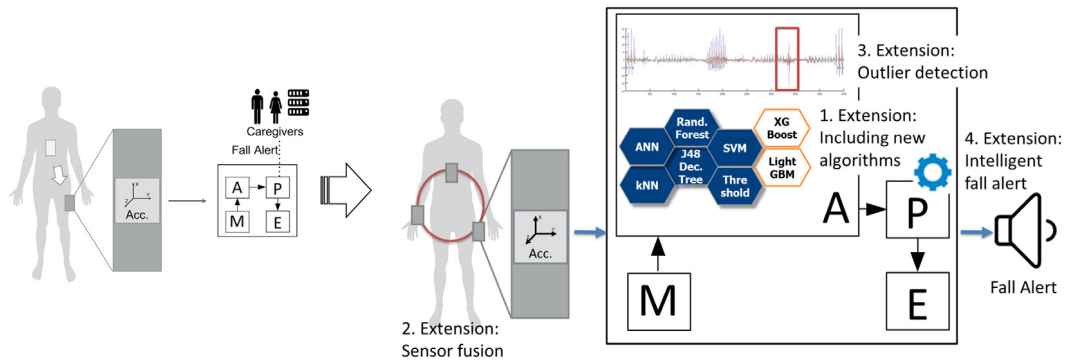 Caregivers
Fall Alert
A
P
M
E
X
Y
Z
Acc.
2. Extension:
Sensor fusion
X
Y
Z
Acc.
3. Extension:
Outlier detection
1. Extension:
Including new
algorithms
ANN
Rand.
Forest
SVM
XG
Boost
kNN
J48
Dec.
Tree
Thre
shold
Light
GBM
A
P
M
E
4. Extension:
Intelligent
fall alert
Fall Alert